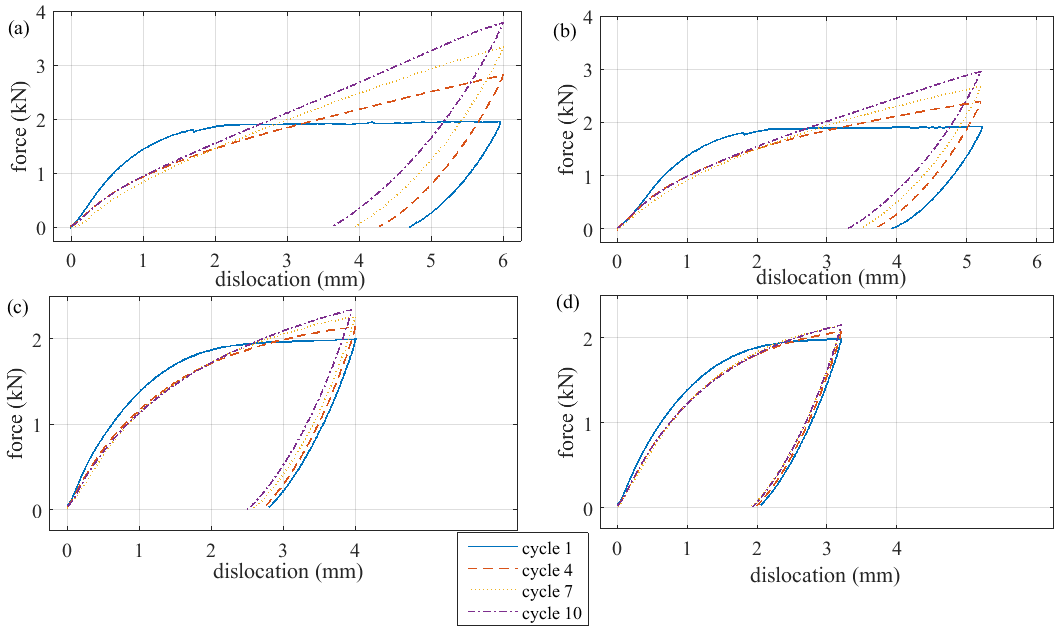 (a)
4
3
2
1
0
force (kN)
0 1 2 3 4 5 6
dislocation (mm)
(b)
4
3
2
1
0
force (kN)
0 1 2 3 4 5 6
dislocation (mm)
(c)
2
1
0
force (kN)
0 1 2 3 4
dislocation (mm)
(d)
2
1
0
force (kN)
0 1 2 3 4
dislocation (mm)
cycle 1
cycle 4
cycle 7
cycle 10